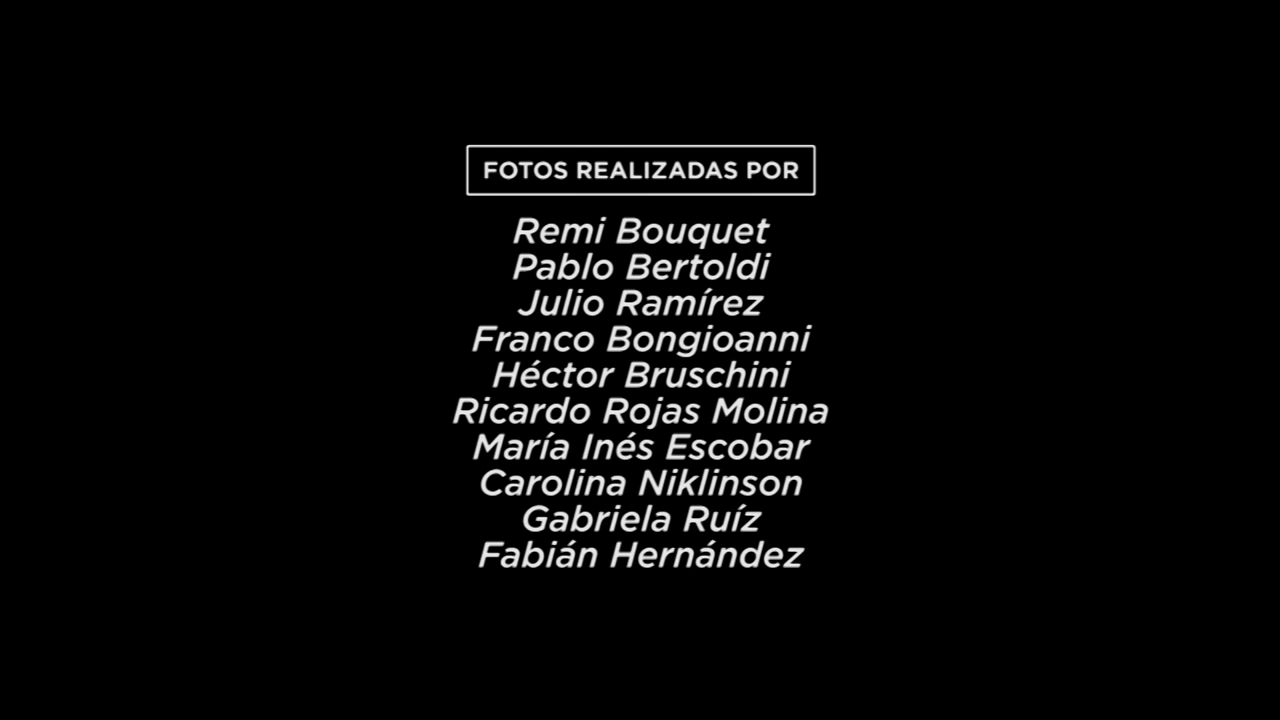 FOTOS REALIZADAS POR
Remi Bouquet
Pablo Bertoldi
Julio Ramírez
Franco Bongioanni
Héctor Bruschini
Ricardo Rojas Molina
María Inés Escobar
Carolina Niklinson
Gabriela Ruíz
Fabián Hernández